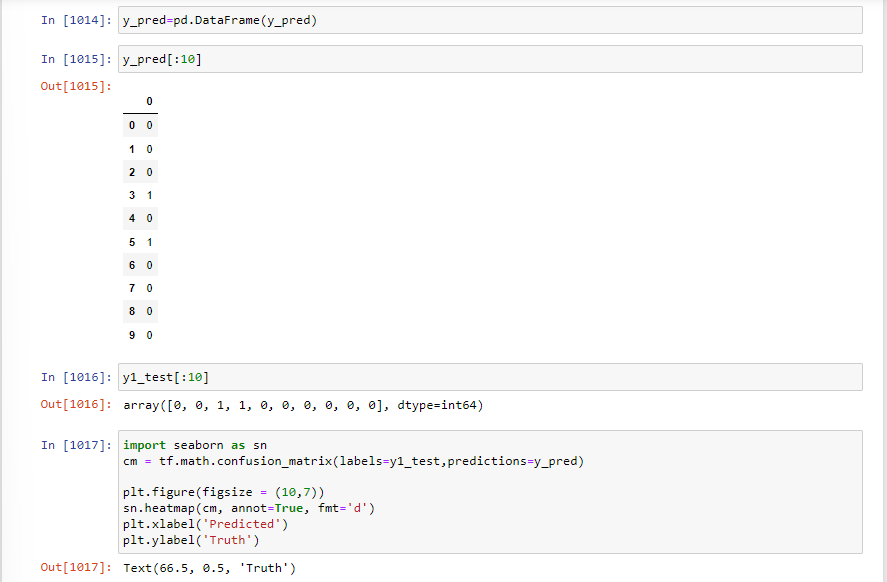 In [1014]: y_pred=pd.DataFrame(y_pred)
In [1015]: y_pred[:10]
Out[1015]:
0
0 0
1 0
2 0
3 1
4 0
5 1
6 0
7 0
8 0
9 0
In [1016]: y1_test[:10]
Out[1016]: array([0, 0, 1, 1, 0, 0, 0, 0, 0, 0], dtype=int64)
In [1017]: import seaborn as sn
cm = tf.math.confusion_matrix(labels=y1_test,predictions=y_pred)
plt.figure(figsize = (10,7))
sn.heatmap(cm, annot=True, fmt='d')
plt.xlabel('Predicted')
plt.ylabel('Truth')
Out[1017]: Text(66.5, 0.5, 'Truth')